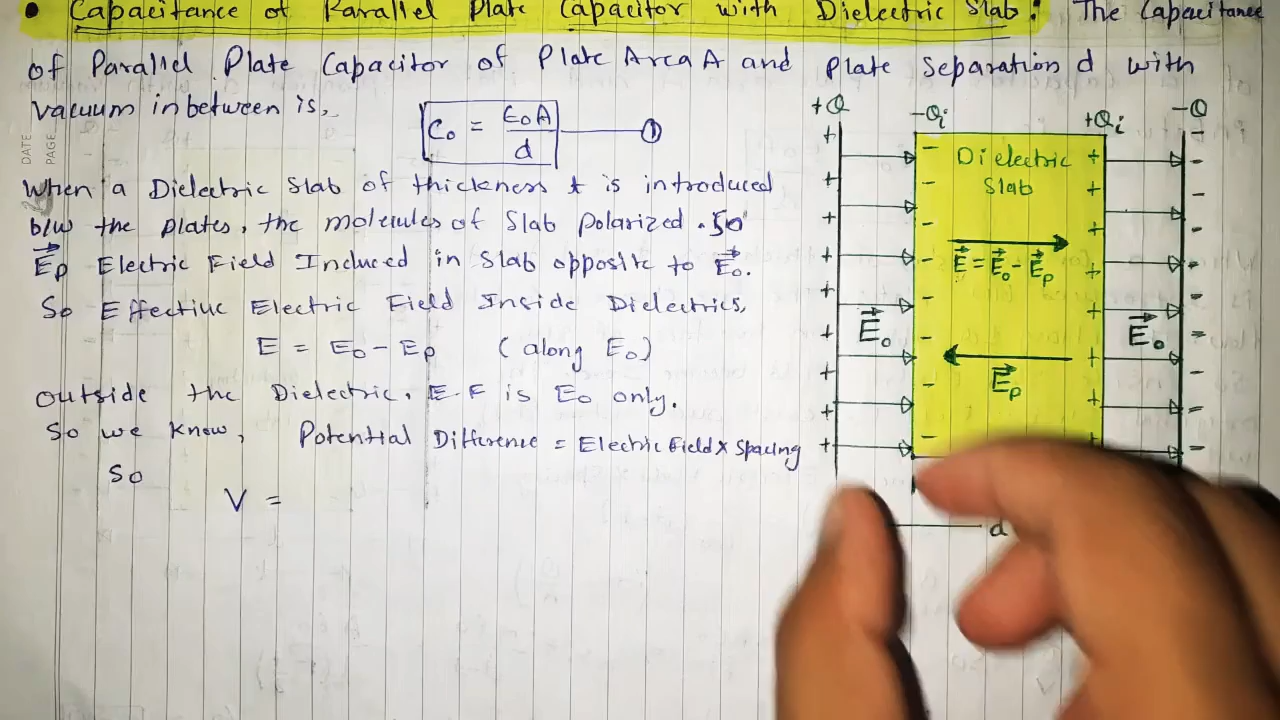 • Capacitance of Parallel Plate Capacitor with Dielectric Slab: The Capacitance
of Parallel Plate Capacitor of Plate Area A and Plate Separation d with
Vacuum in between is,
C₀ = ε₀A/d — ①
DATE
PAGE
When a Dielectric Slab of thickness t is introduced
b/w the plates, the molecules of Slab polarized. So
E⃗p Electric Field Induced in Slab opposite to E⃗₀.
So Effective Electric Field Inside Dielectrics,
E = E₀ - Ep (along E₀)
outside the Dielectric, E.F is E₀ only.
So we know, Potential Difference = Electric Field X Spacing
So
V =
+Q -Qi +Qi -Q
Dielectric
Slab
E⃗ = E⃗₀ - E⃗p
E⃗₀ E⃗₀
E⃗p
d